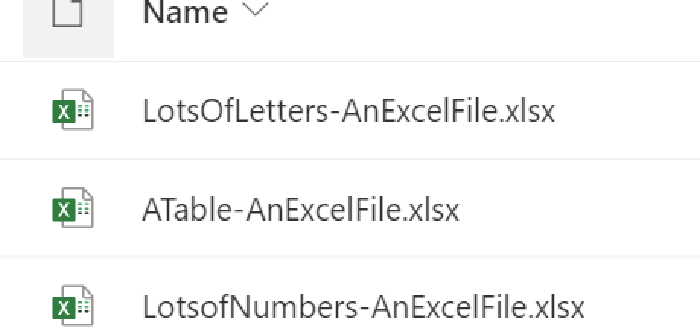 Name
LotsOfLetters-AnExcelFile.xlsx
ATable-AnExcelFile.xlsx
LotsofNumbers-AnExcelFile.xlsx